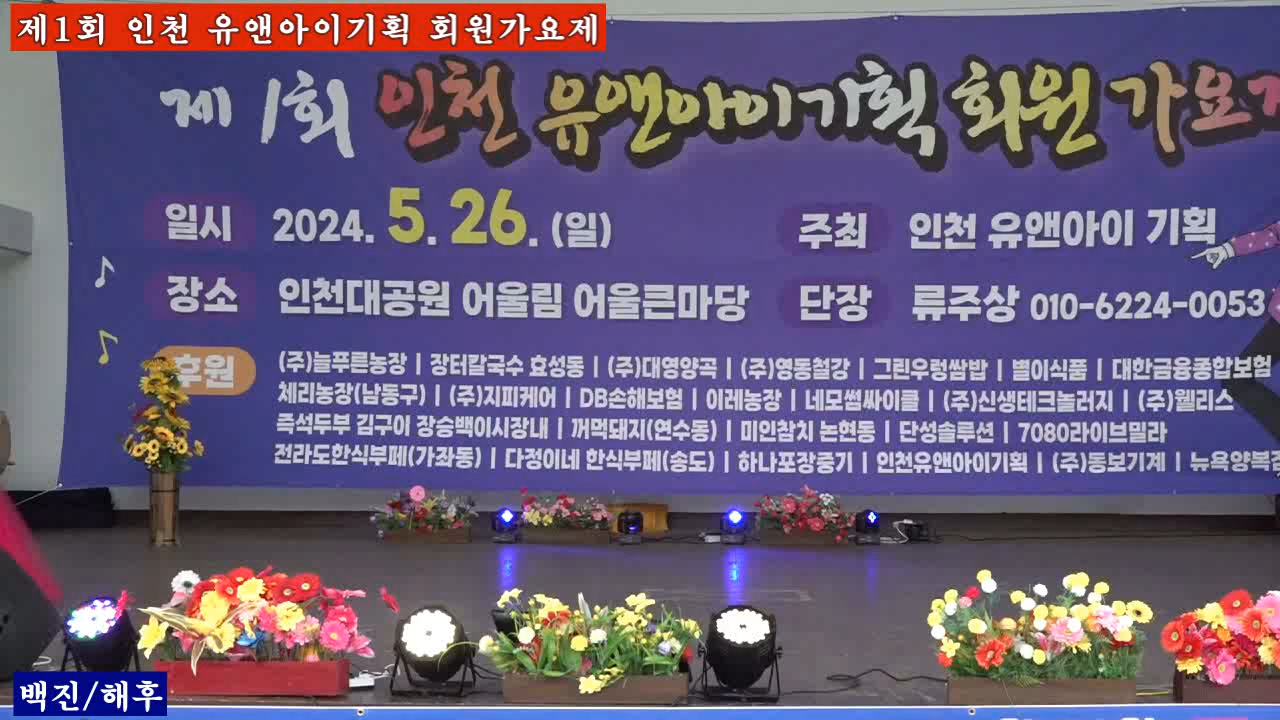 제1회 인천 유앤아이기획 회원가요제
제 1회 인천 유앤아이기획 회원 가요제
일시 2024. 5. 26. (일) 주최 인천 유앤아이 기획
장소 인천대공원 어울림 어울큰마당 단장 류주상 010-6224-0053
후원 (주)늘푸른농장 | 장터칼국수 효성동 | (주)대영양곡 | (주)영동철강 | 그린우렁쌈밥 | 별이식품 | 대한금융종합보험
체리농장(남동구) | (주)지피케어 | DB손해보험 | 이레농장 | 네모썸싸이클 | (주)신생테크놀러지 | (주)웰리스
즉석두부 김구이 장승백이시장내 | 꺼먹돼지(연수동) | 미인참치 논현동 | 단성솔루션 | 7080라이브밀라
전라도한식부페(가좌동) | 다정이네 한식부페(송도) | 하나포장중기 | 인천유앤아이기획 | (주)동보기계 | 뉴욕양복점
백진/해후